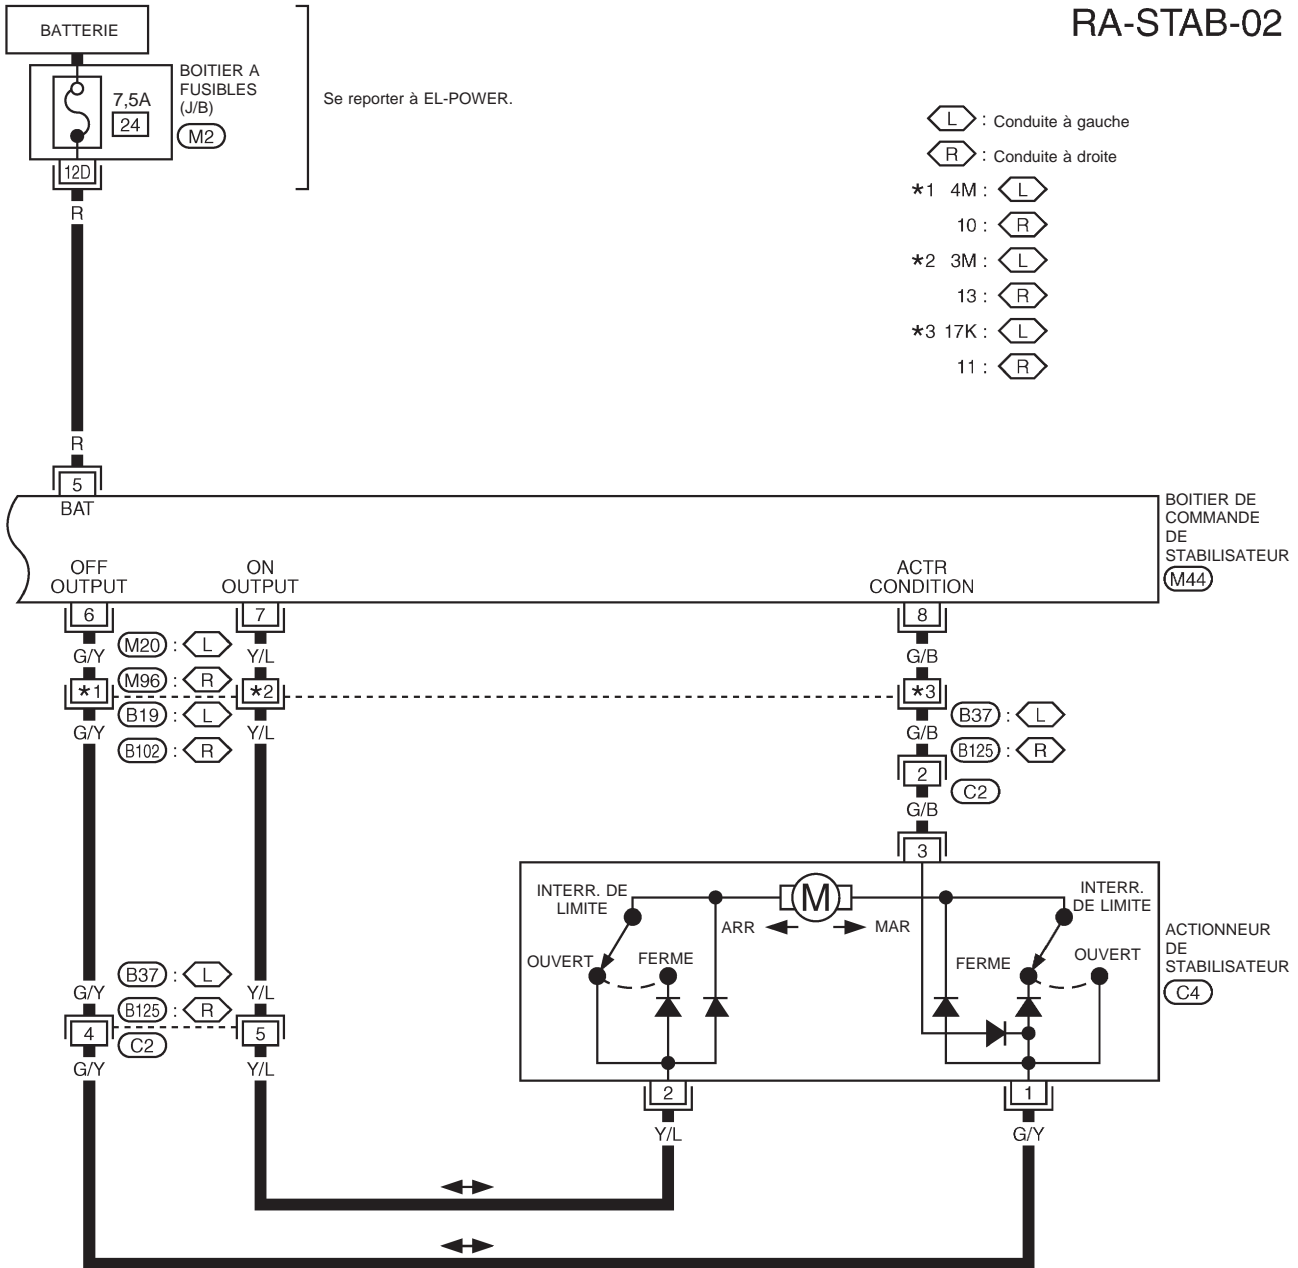 RA-STAB-02
BATTERIE
BOITIER A
FUSIBLES
(J/B)
M2
7,5A
24
12D
Se reporter à EL-POWER.
L : Conduite à gauche
R : Conduite à droite
*1 4M : L
10 : R
*2 3M : L
13 : R
*3 17K : L
11 : R
R
R
5
BAT
BOITIER DE
COMMANDE
DE
STABILISATEUR
M44
OFF
OUTPUT
ON
OUTPUT
ACTR
CONDITION
6
7
8
G/Y
M20 : L
Y/L
G/B
*1
M96 : R
*2
*3
B19 : L
G/Y
Y/L
G/B
B102 : R
B37 : L
B125 : R
2
C2
G/B
3
INTERR. DE
LIMITE
M
INTERR.
DE LIMITE
ARR
MAR
OUVERT
FERME
FERME
OUVERT
ACTIONNEUR
DE
STABILISATEUR
C4
B37 : L
G/Y
Y/L
B125 : R
4
5
C2
G/Y
Y/L
2
1
Y/L
G/Y